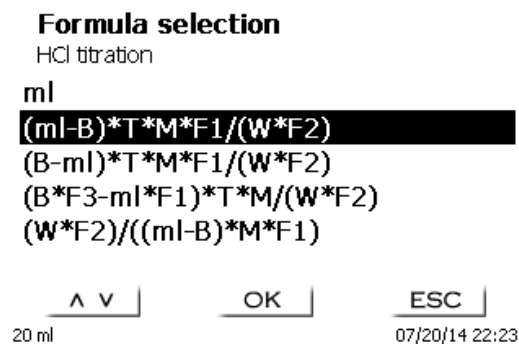 Formula selection
HCl titration
ml
(ml-B)*T*M*F1/(W*F2)
(B-ml)*T*M*F1/(W*F2)
(B*F3-ml*F1)*T*M/(W*F2)
(W*F2)/((ml-B)*M*F1)
∧ ∨ OK ESC
20 ml 07/20/14 22:23